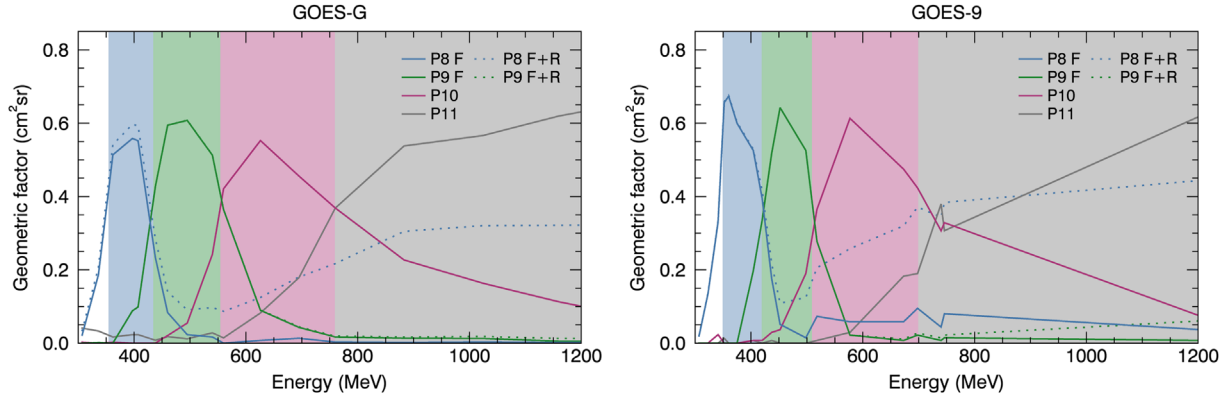 GOES-G
Geometric factor (cm²sr)
0.8
0.6
0.4
0.2
0.0
P8 F
P9 F
P10
P11
P8 F+R
P9 F+R
400
600
800
1000
1200
Energy (MeV)
GOES-9
Geometric factor (cm²sr)
0.8
0.6
0.4
0.2
0.0
P8 F
P9 F
P10
P11
P8 F+R
P9 F+R
400
600
800
1000
1200
Energy (MeV)